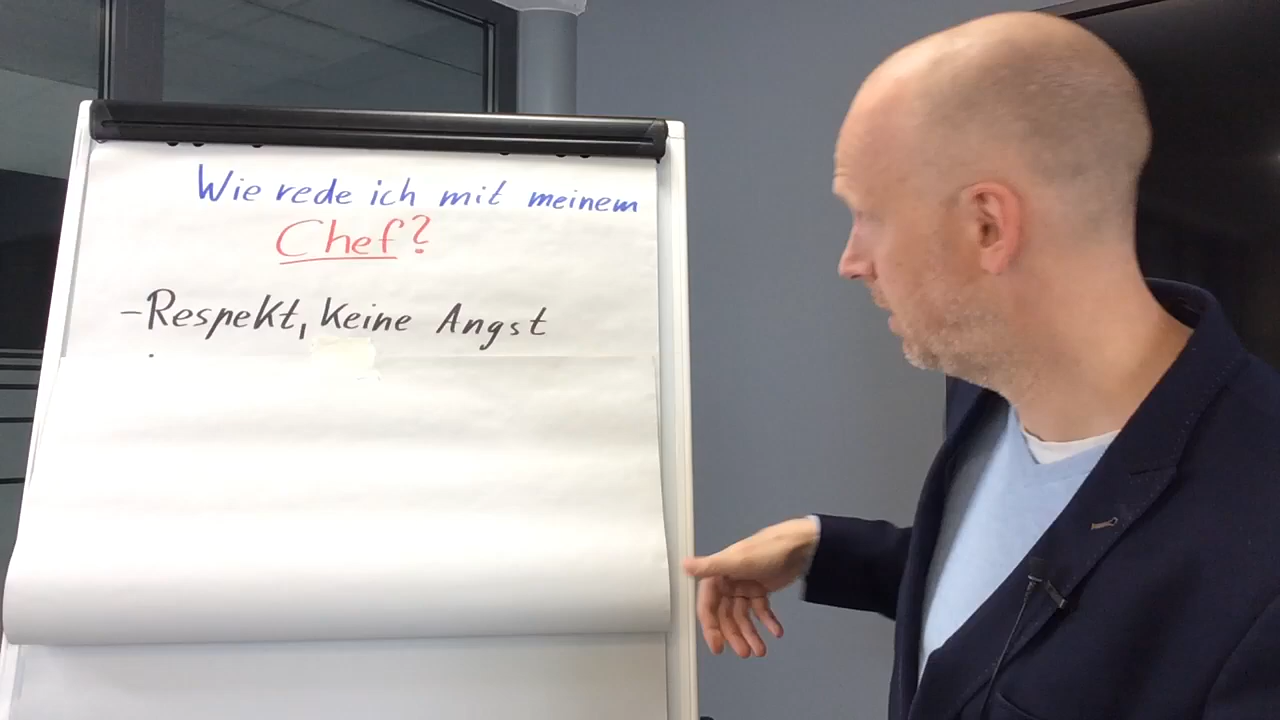 Wie rede ich mit meinem
Chef?
- Respekt, Keine Angst